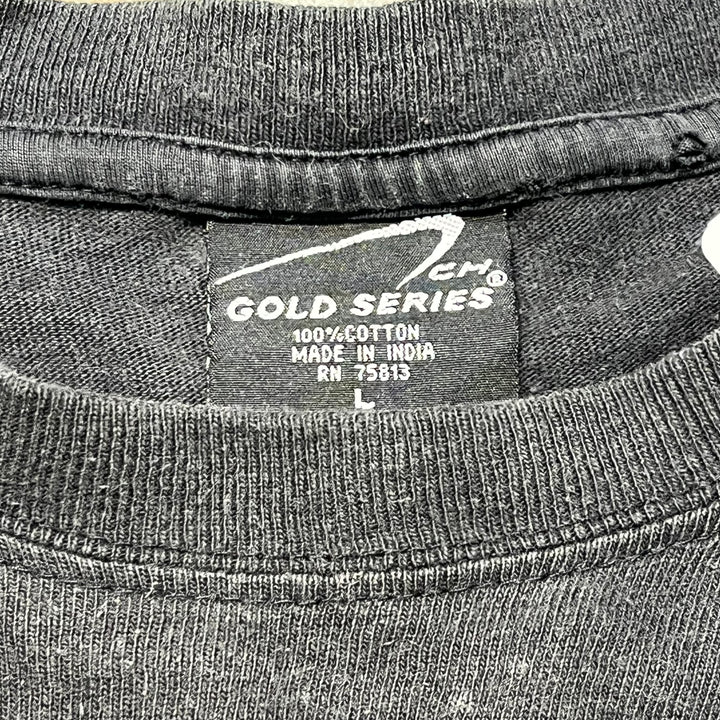 CM®
GOLD SERIES
100%COTTON
MADE IN INDIA
RN 75813
L